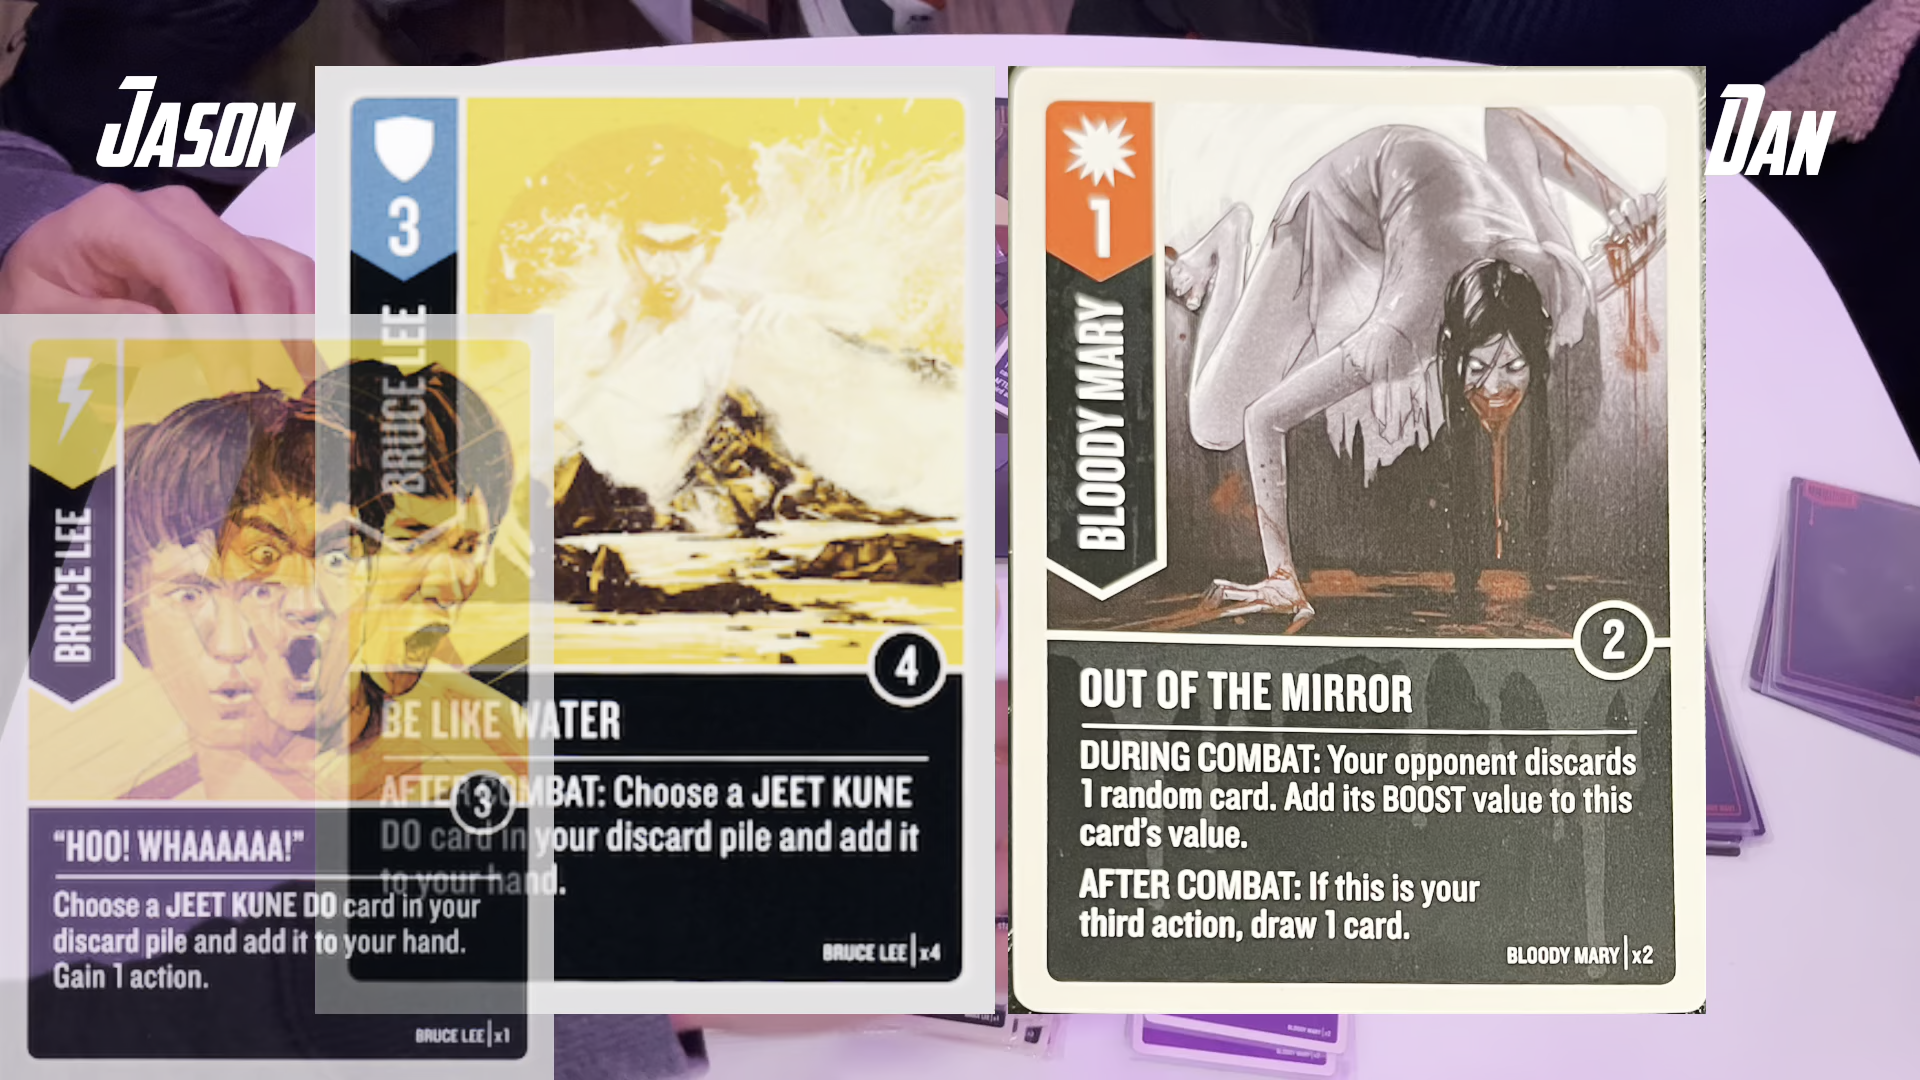 JASON
DAN
3
BRUCE LEE
4
BE LIKE WATER
AFTER COMBAT: Choose a JEET KUNE
DO card in your discard pile and add it
to your hand.
BRUCE LEE x4
BRUCE LEE
3
"HOO! WHAAAAAA!"
Choose a JEET KUNE DO card in your
discard pile and add it to your hand.
Gain 1 action.
BRUCE LEE x1
1
BLOODY MARY
2
OUT OF THE MIRROR
DURING COMBAT: Your opponent discards
1 random card. Add its BOOST value to this
card's value.
AFTER COMBAT: If this is your
third action, draw 1 card.
BLOODY MARY x2